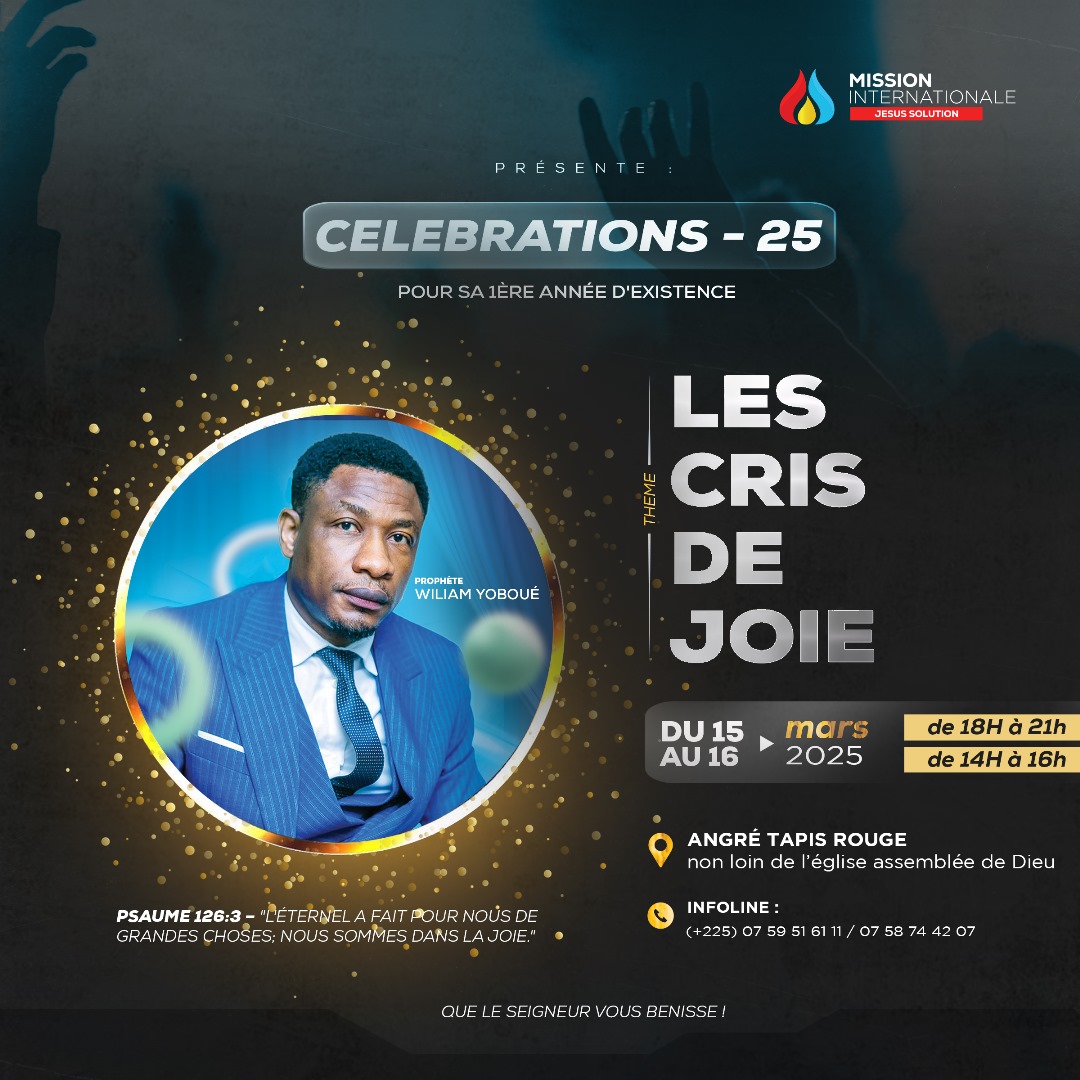 MISSION
INTERNATIONALE
JESUS SOLUTION
PRÉSENTE :
CELEBRATIONS - 25
POUR SA 1ÈRE ANNÉE D'EXISTENCE
THEME
LES
CRIS
DE
JOIE
PROPHÈTE
WILIAM YOBOUÉ
DU 15
AU 16
mars
2025
de 18H à 21h
de 14H à 16h
ANGRÉ TAPIS ROUGE
non loin de l'église assemblée de Dieu
INFOLINE :
(+225) 07 59 51 61 11 / 07 58 74 42 07
PSAUME 126:3 – "L'ÉTERNEL A FAIT POUR NOUS DE
GRANDES CHOSES; NOUS SOMMES DANS LA JOIE."
QUE LE SEIGNEUR VOUS BENISSE !